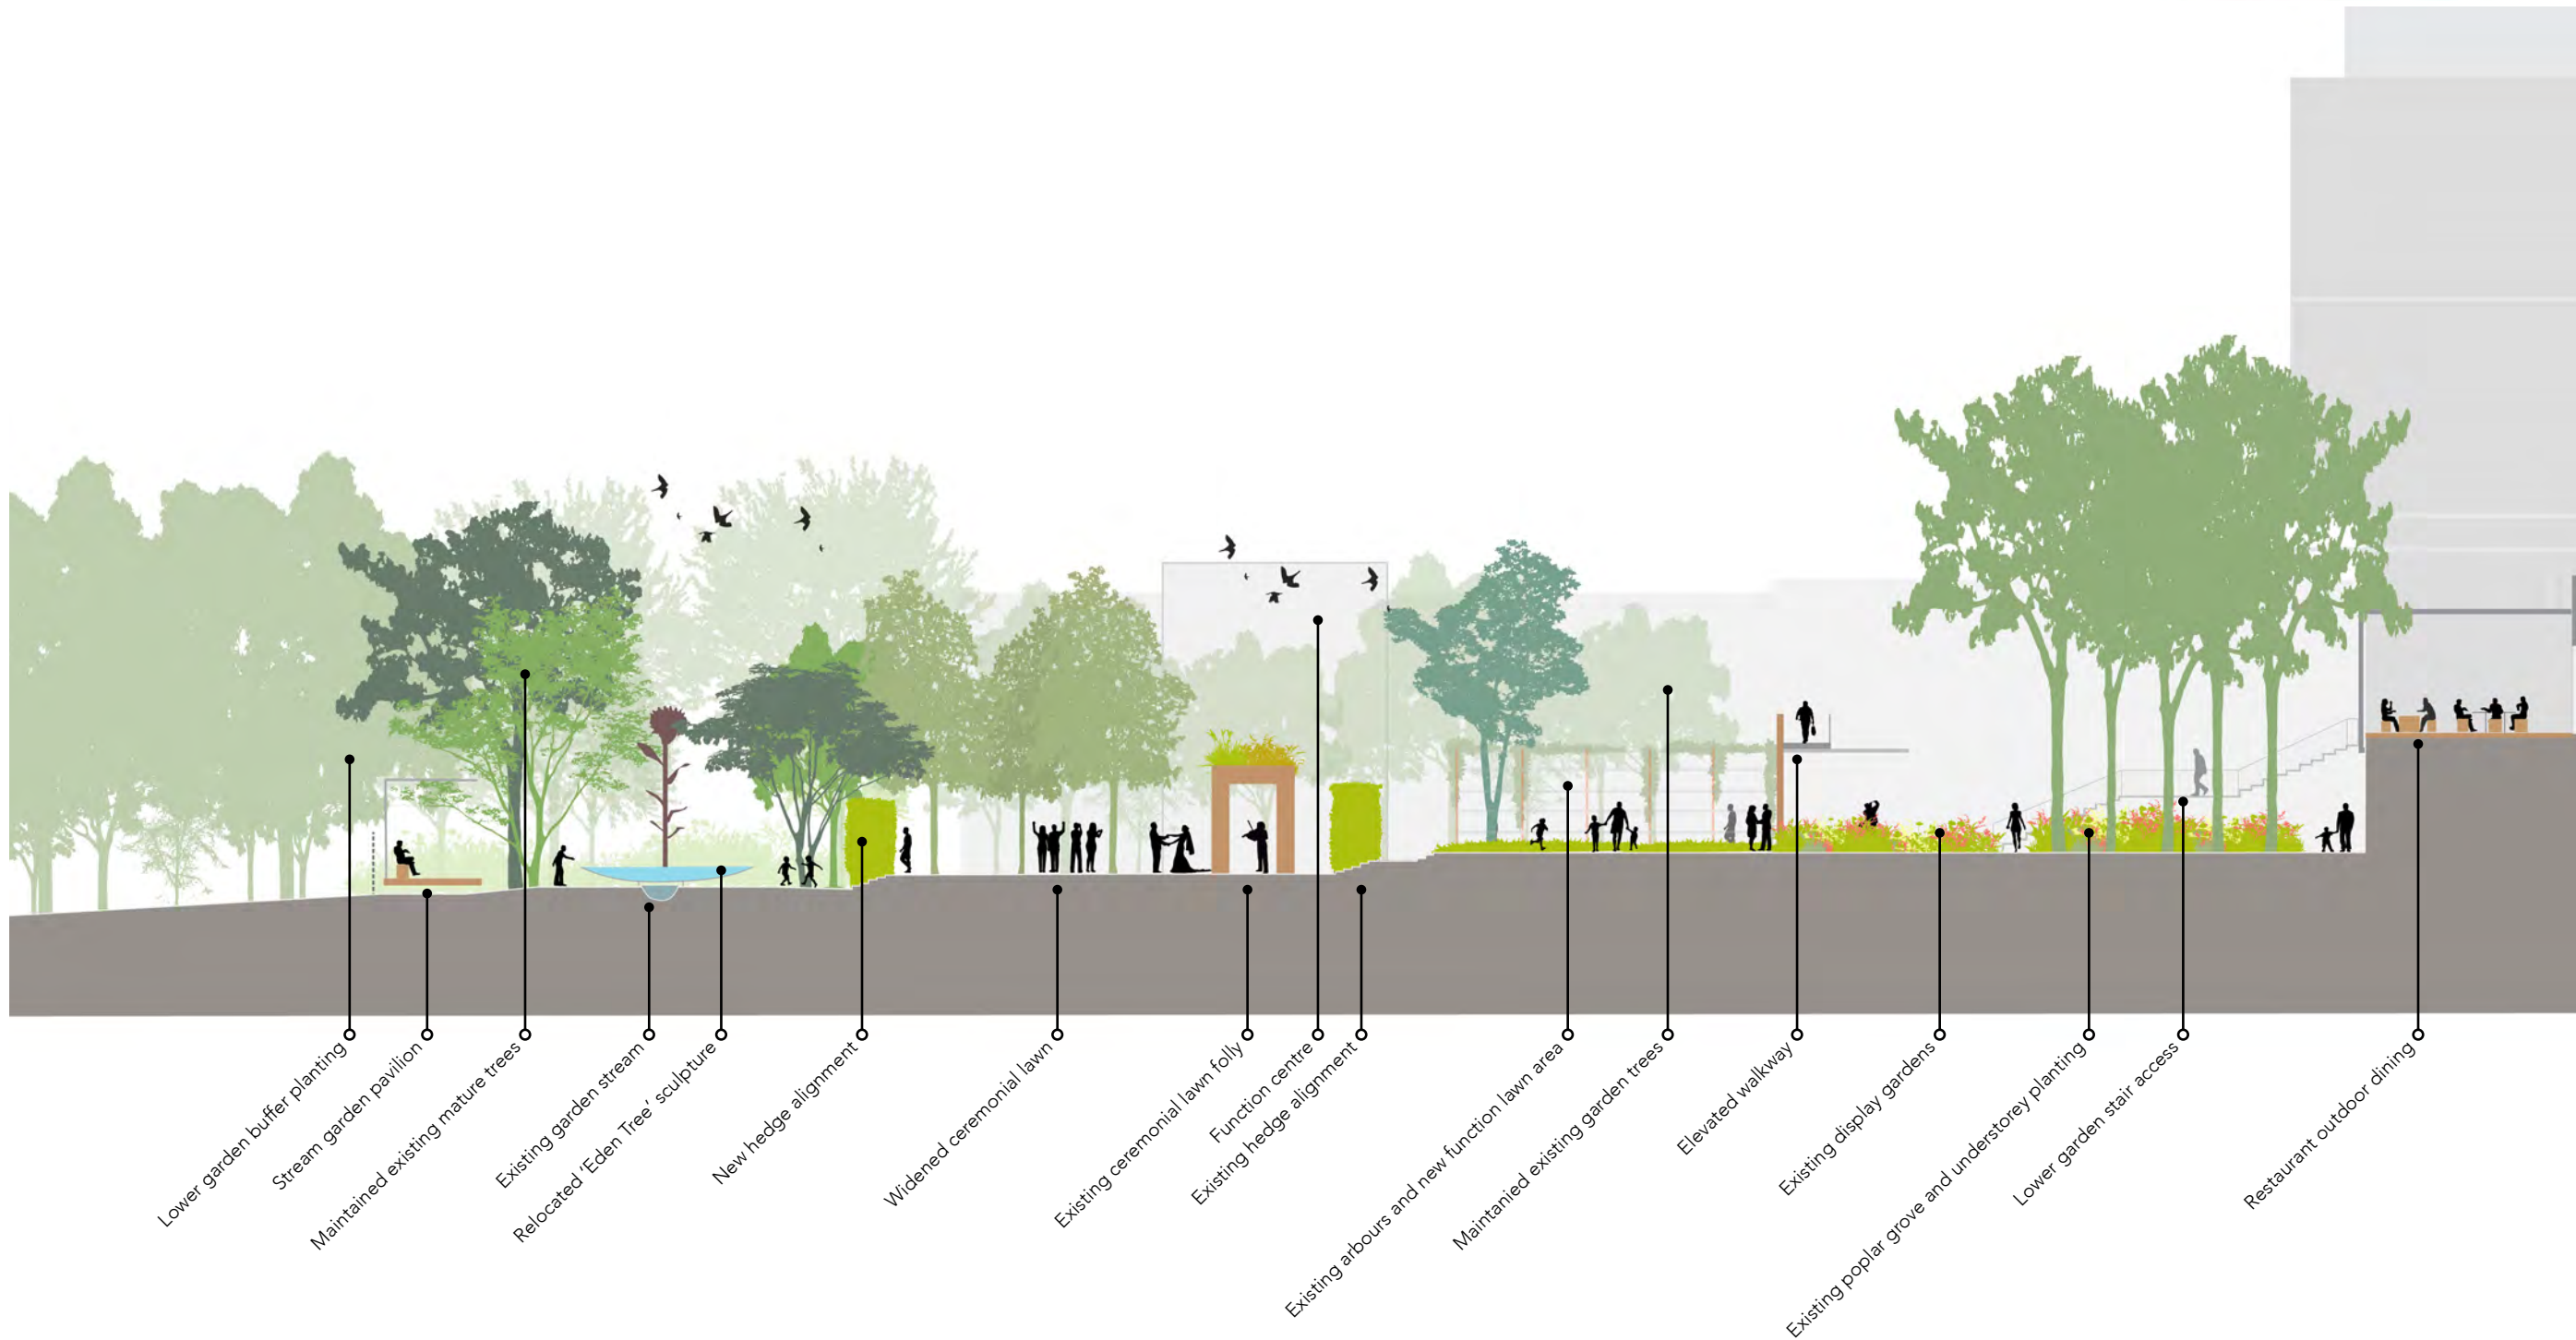 Lower garden buffer planting
Stream garden pavilion
Maintained existing mature trees
Existing garden stream
Relocated ‘Eden Tree’ sculpture
New hedge alignment
Widened ceremonial lawn
Existing ceremonial lawn folly
Function centre
Existing hedge alignment
Existing arbours and new function lawn area
Maintanied existing garden trees
Elevated walkway
Existing display gardens
Existing poplar grove and understorey planting
Lower garden stair access
Restaurant outdoor dining